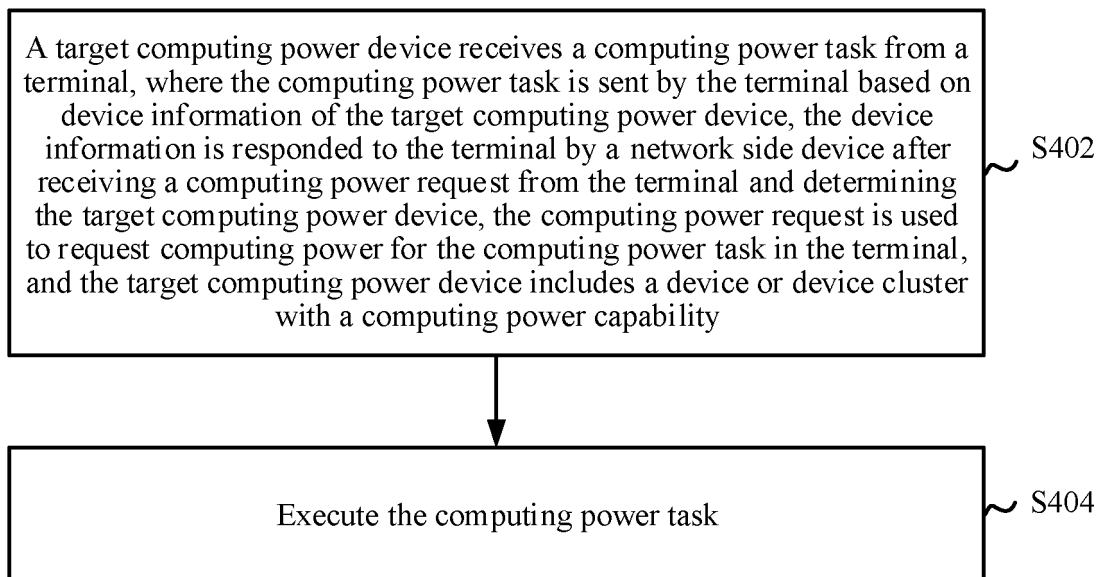 A target computing power device receives a computing power task from a
terminal, where the computing power task is sent by the terminal based on
device information of the target computing power device, the device
information is responded to the terminal by a network side device after
receiving a computing power request from the terminal and determining
the target computing power device, the computing power request is used
to request computing power for the computing power task in the terminal,
and the target computing power device includes a device or device cluster
with a computing power capability
S402
Execute the computing power task
S404